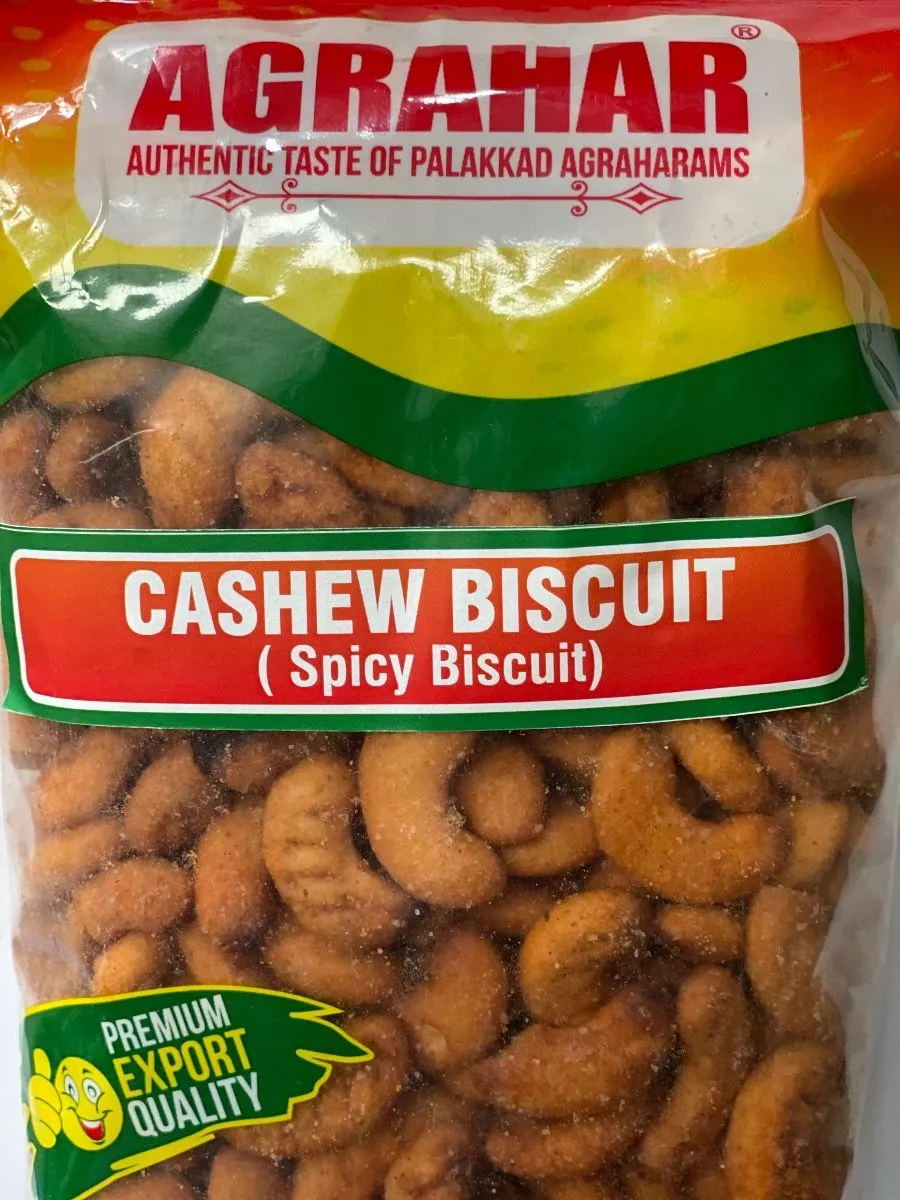 AGRAHAR®
AUTHENTIC TASTE OF PALAKKAD AGRAHARAMS
CASHEW BISCUIT
( Spicy Biscuit)
PREMIUM
EXPORT
QUALITY